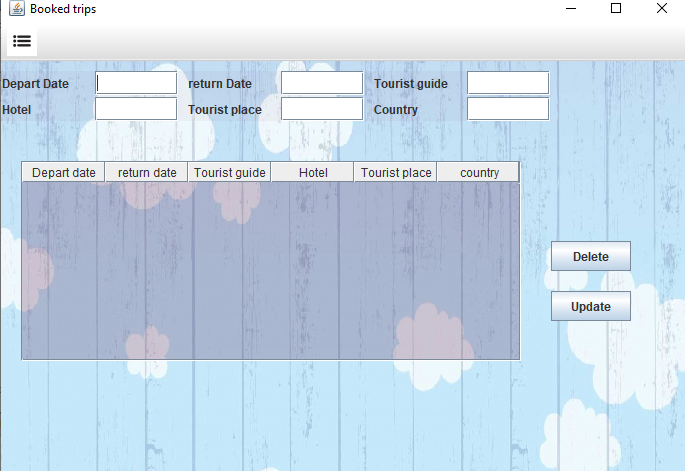 Booked trips
Depart Date return Date Tourist guide
Hotel Tourist place Country
Depart date return date Tourist guide Hotel Tourist place country
Delete
Update